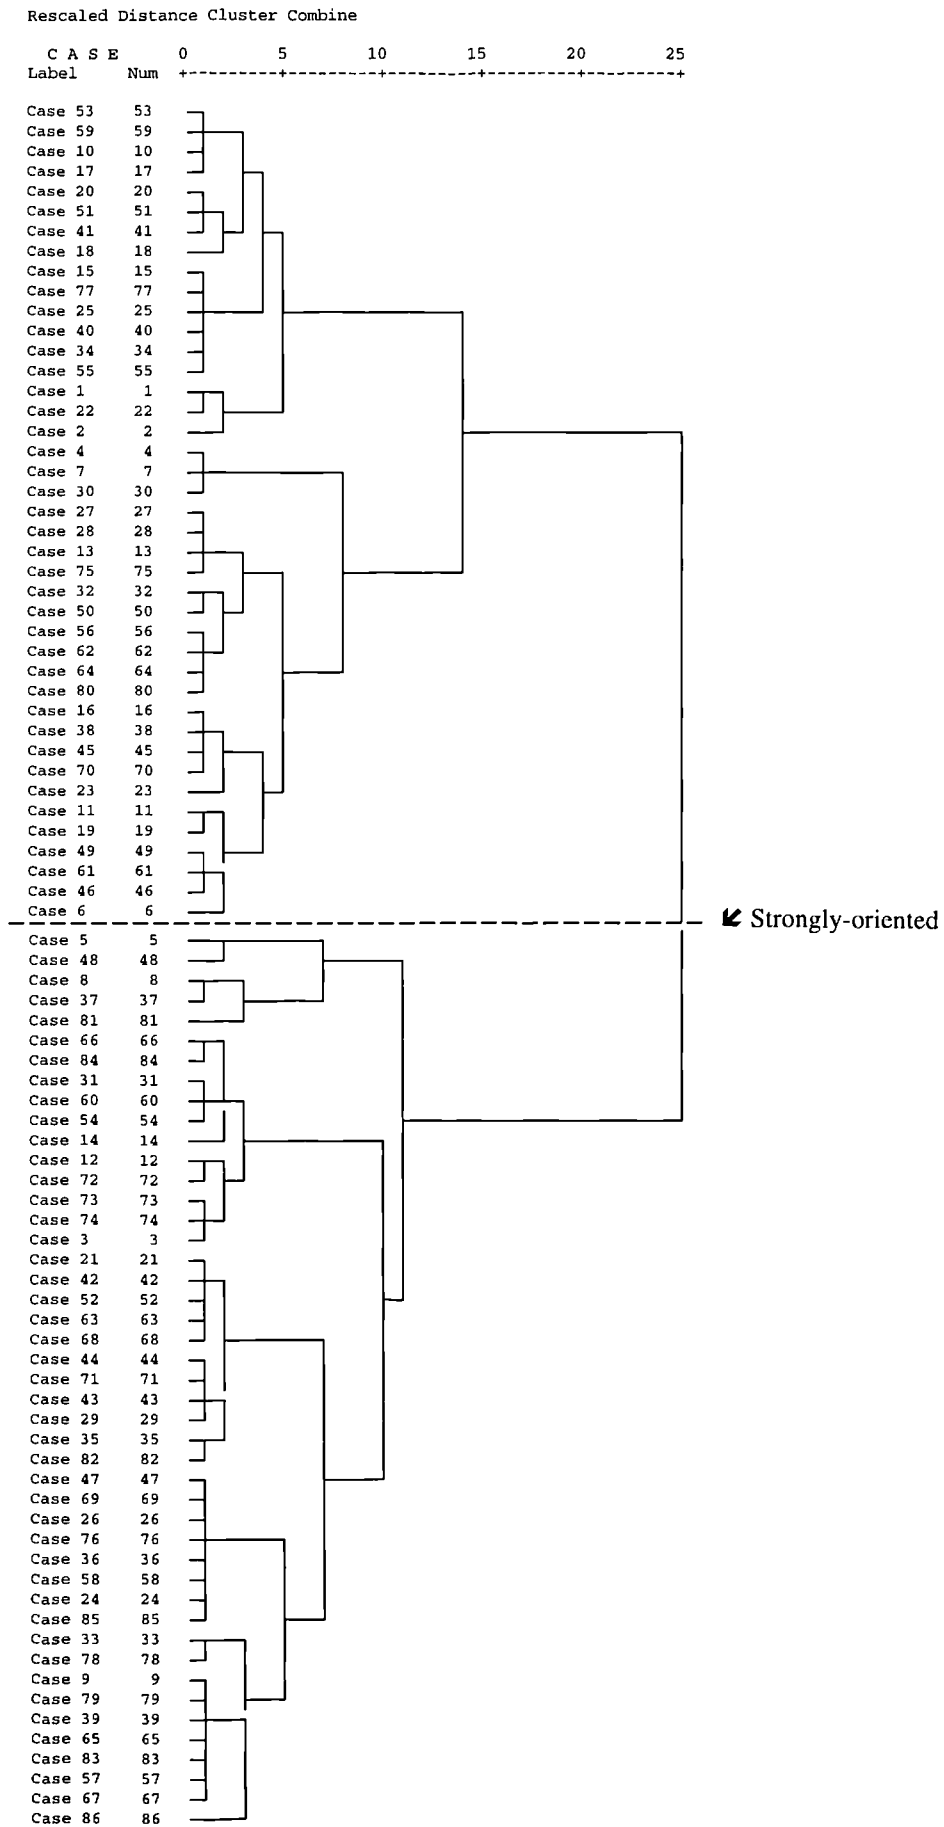 Rescaled Distance Cluster Combine
C A S E 0 5 10 15 20 25
Label Num +---------+---------+---------+---------+---------+
Case 53 53
Case 59 59
Case 10 10
Case 17 17
Case 20 20
Case 51 51
Case 41 41
Case 18 18
Case 15 15
Case 77 77
Case 25 25
Case 40 40
Case 34 34
Case 55 55
Case 1 1
Case 22 22
Case 2 2
Case 4 4
Case 7 7
Case 30 30
Case 27 27
Case 28 28
Case 13 13
Case 75 75
Case 32 32
Case 50 50
Case 56 56
Case 62 62
Case 64 64
Case 80 80
Case 16 16
Case 38 38
Case 45 45
Case 70 70
Case 23 23
Case 11 11
Case 19 19
Case 49 49
Case 61 61
Case 46 46
Case 6 6
Strongly-oriented
Case 5 5
Case 48 48
Case 8 8
Case 37 37
Case 81 81
Case 66 66
Case 84 84
Case 31 31
Case 60 60
Case 54 54
Case 14 14
Case 12 12
Case 72 72
Case 73 73
Case 74 74
Case 3 3
Case 21 21
Case 42 42
Case 52 52
Case 63 63
Case 68 68
Case 44 44
Case 71 71
Case 43 43
Case 29 29
Case 35 35
Case 82 82
Case 47 47
Case 69 69
Case 26 26
Case 76 76
Case 36 36
Case 58 58
Case 24 24
Case 85 85
Case 33 33
Case 78 78
Case 9 9
Case 79 79
Case 39 39
Case 65 65
Case 83 83
Case 57 57
Case 67 67
Case 86 86